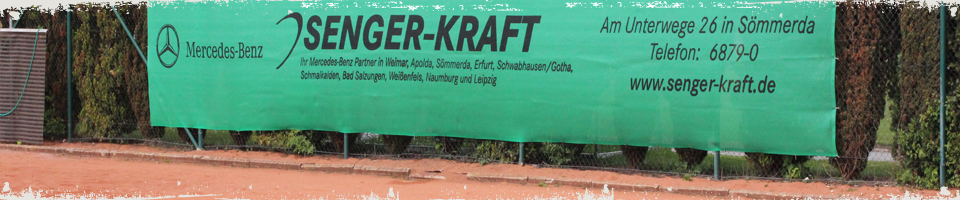 Mercedes-Benz
SENGER-KRAFT
Ihr Mercedes-Benz Partner in Weimar, Apolda, Sömmerda, Erfurt, Schwabhausen/Gotha,
Schmalkalden, Bad Salzungen, Weißenfels, Naumburg und Leipzig
Am Unterwege 26 in Sömmerda
Telefon: 6879-0
www.senger-kraft.de